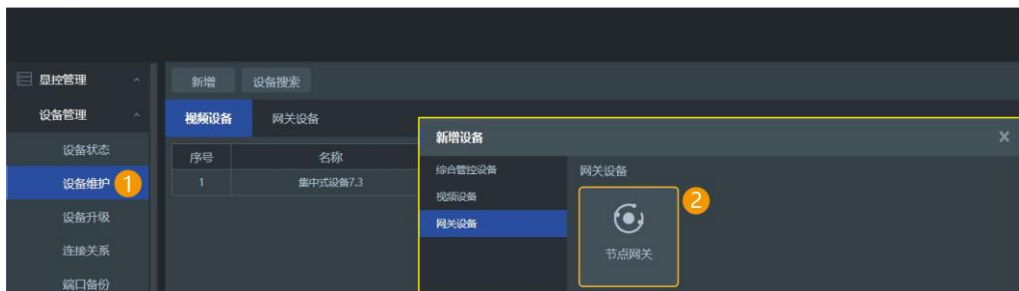 显控管理
设备管理
设备状态
设备维护 1
设备升级
连接关系
端口备份
新增 设备搜索
视频设备 网关设备
序号 名称
1 集中式设备7.3
新增设备 X
综合管控设备
视频设备
网关设备
网关设备
2
节点网关